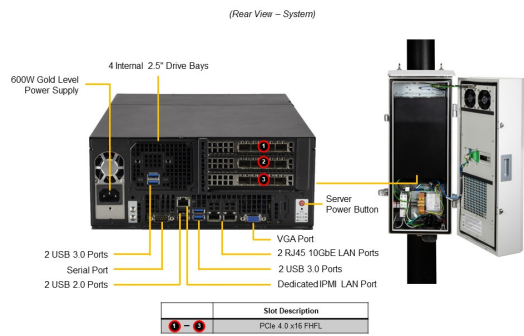 (Rear View – System)
4 Internal 2.5" Drive Bays
600W Gold Level
Power Supply
1
2
3
Server
Power Button
VGA Port
2 USB 3.0 Ports
2 RJ45 10GbE LAN Ports
Serial Port
2 USB 3.0 Ports
2 USB 2.0 Ports
Dedicated IPMI LAN Port
Slot Description
1 – 3 PCIe 4.0 x16 FHFL